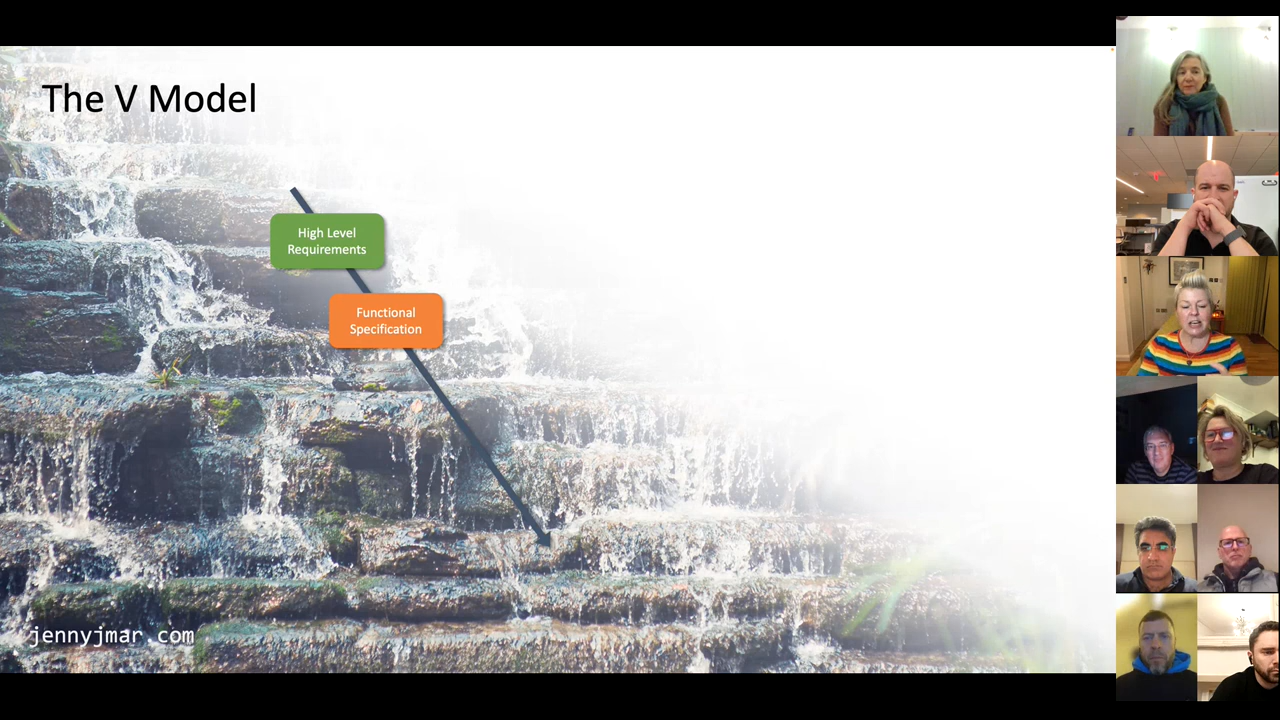 The V Model
High Level
Requirements
Functional
Specification
jennyjmar.com